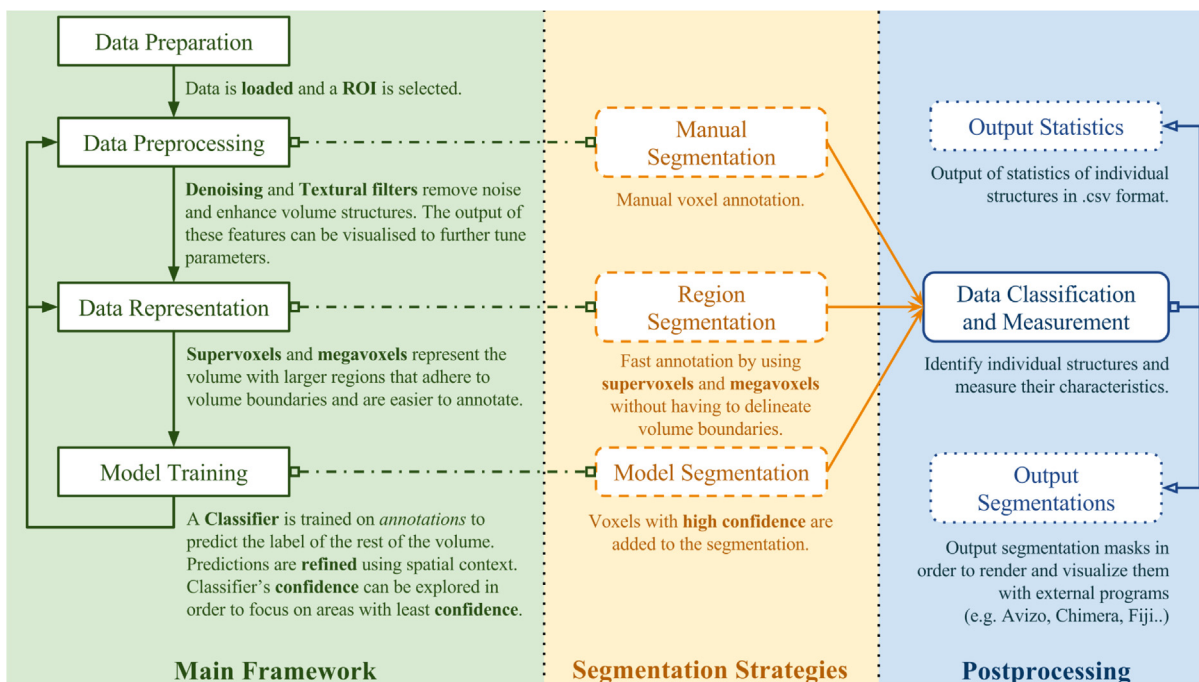 Data Preparation
Data is loaded and a ROI is selected.
Data Preprocessing
Denoising and Textural filters remove noise
and enhance volume structures. The output of
these features can be visualised to further tune
parameters.
Data Representation
Supervoxels and megavoxels represent the
volume with larger regions that adhere to
volume boundaries and are easier to annotate.
Model Training
A Classifier is trained on annotations to
predict the label of the rest of the volume.
Predictions are refined using spatial context.
Classifier's confidence can be explored in
order to focus on areas with least confidence.
Main Framework
Manual
Segmentation
Manual voxel annotation.
Region
Segmentation
Fast annotation by using
supervoxels and megavoxels
without having to delineate
volume boundaries.
Model Segmentation
Voxels with high confidence are
added to the segmentation.
Segmentation Strategies
Output Statistics
Output of statistics of individual
structures in .csv format.
Data Classification
and Measurement
Identify individual structures and
measure their characteristics.
Output
Segmentations
Output segmentation masks in
order to render and visualize them
with external programs
(e.g. Avizo, Chimera, Fiji..)
Postprocessing